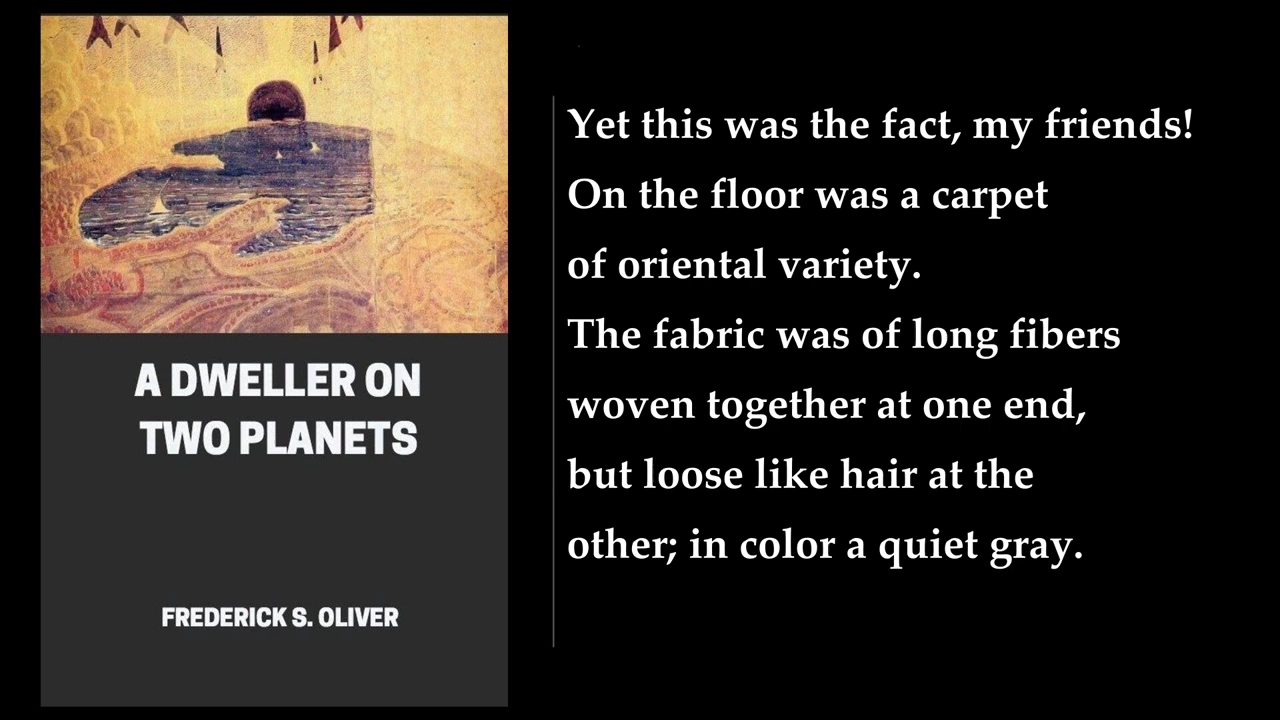 A DWELLER ON
TWO PLANETS
FREDERICK S. OLIVER
Yet this was the fact, my friends!
On the floor was a carpet
of oriental variety.
The fabric was of long fibers
woven together at one end,
but loose like hair at the
other; in color a quiet gray.